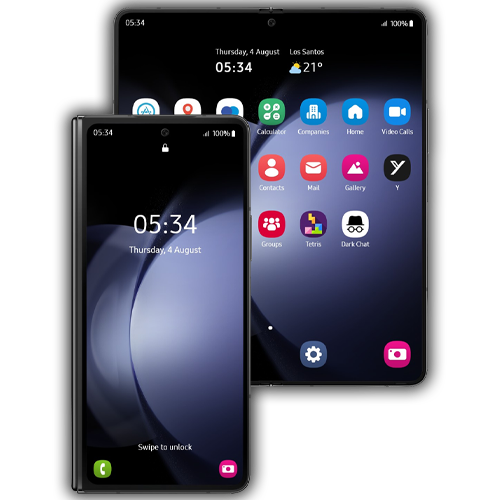 05:34
100%
Thursday, 4 August
05:34
Los Santos
21°
Calculator
Companies
Home
Video Calls
Contacts
Mail
Gallery
Y
Groups
Tetris
Dark Chat
05:34
100%
05:34
Thursday, 4 August
Swipe to unlock